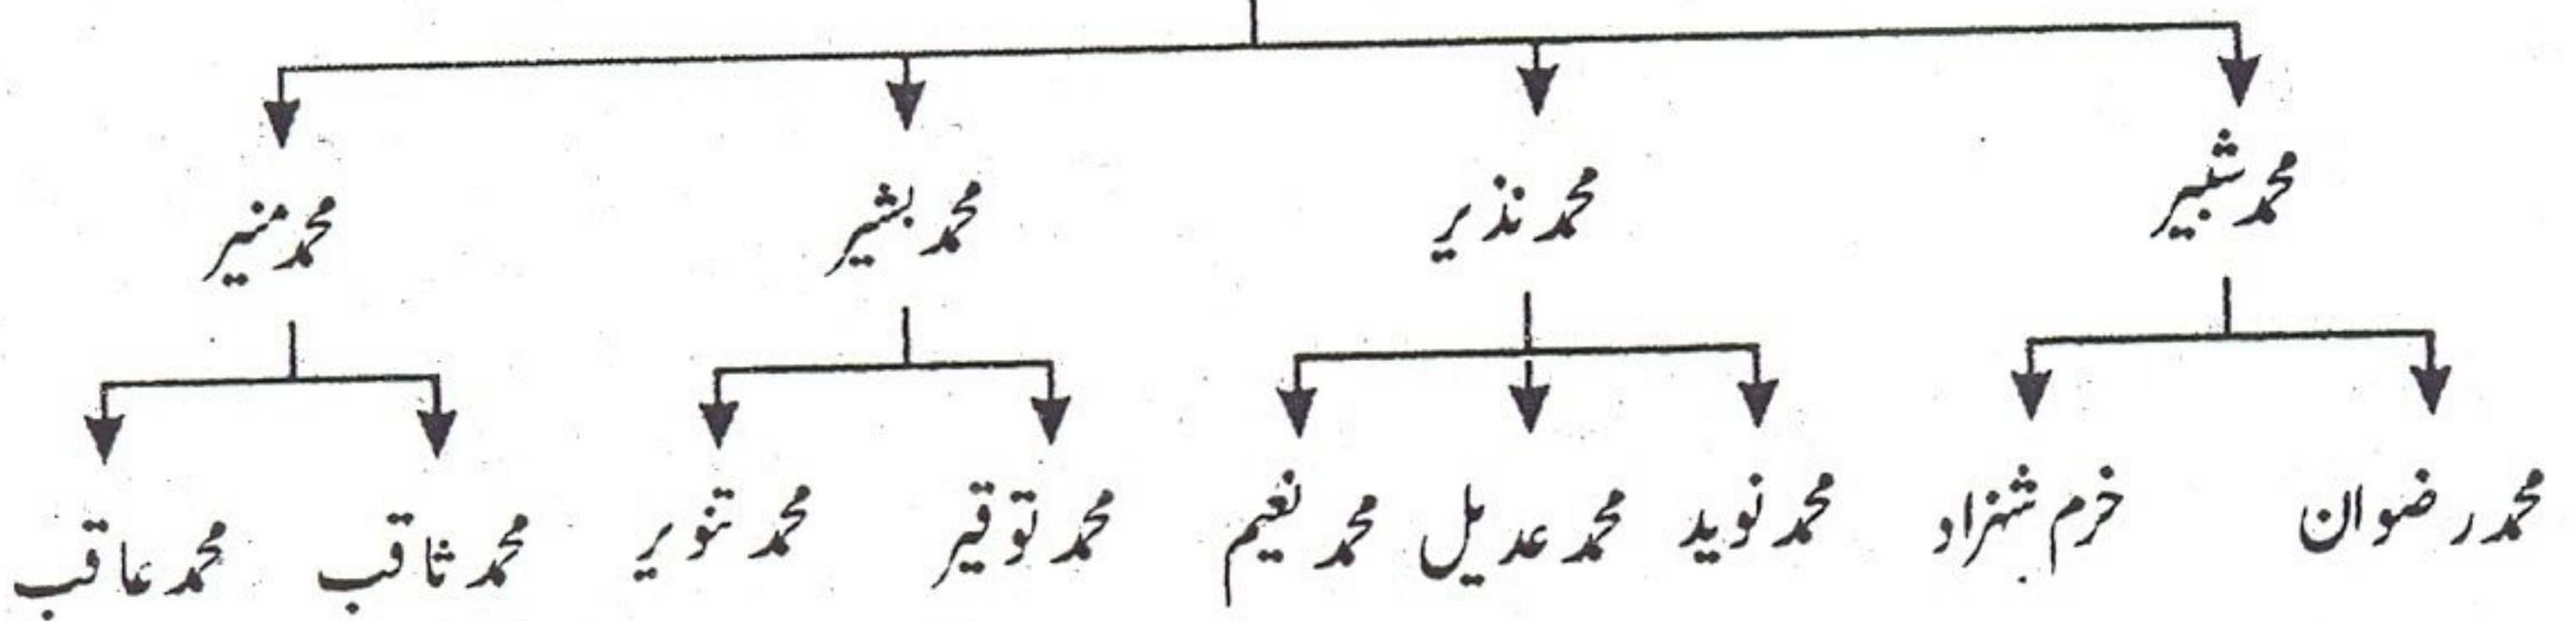 محمد شبیر محمد نذیر محمد بشیر محمد منیر
محمد رضوان خرم شہزاد محمد نوید محمد عدیل محمد نعیم محمد توقیر محمد تنویر محمد ثاقب محمد عاقب